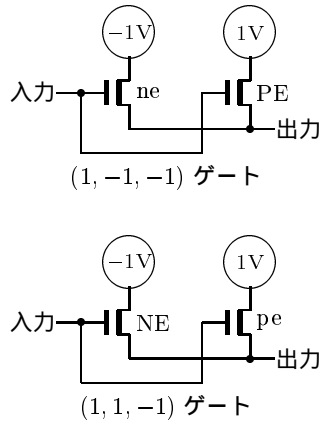 −1V
1V
入力
ne
PE
出力
(1, −1, −1) ゲート
−1V
1V
入力
NE
pe
出力
(1, 1, −1) ゲート